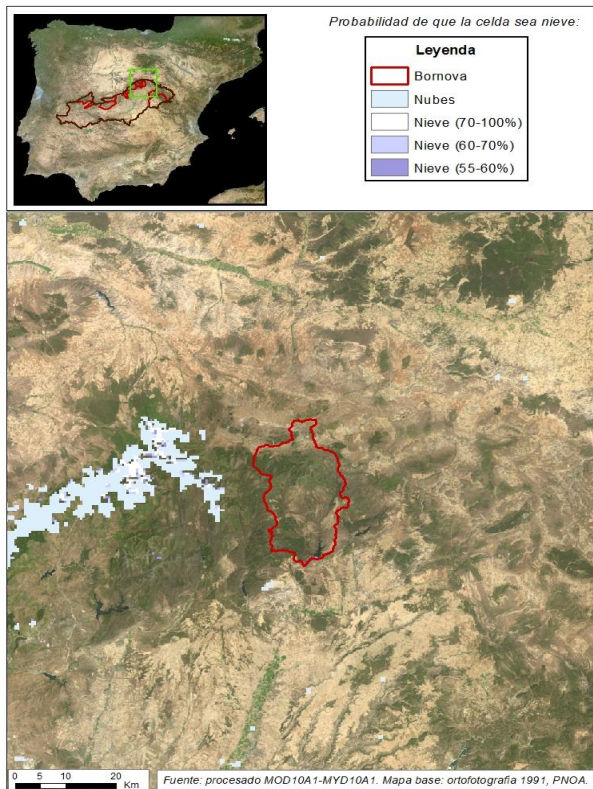 Probabilidad de que la celda sea nieve:
Leyenda
Bornova
Nubes
Nieve (70-100%)
Nieve (60-70%)
Nieve (55-60%)
0 5 10 20
Km
Fuente: procesado MOD10A1-MYD10A1. Mapa base: ortofotografia 1991, PNOA.